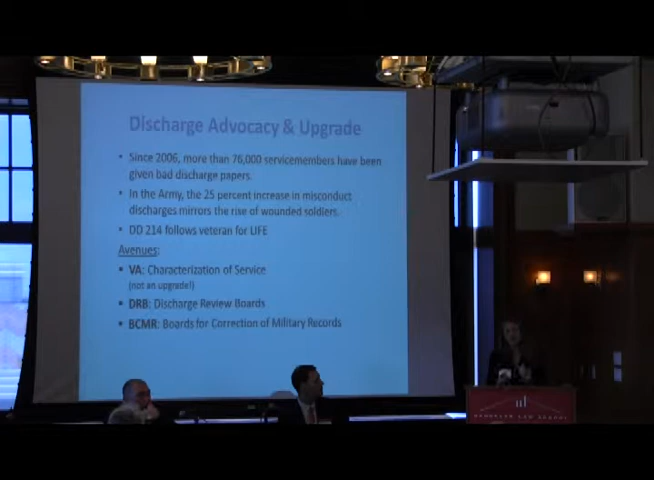 Discharge Advocacy & Upgrade
• Since 2006, more than 76,000 servicemembers have been
given bad discharge papers.
• In the Army, the 25 percent increase in misconduct
discharges mirrors the rise of wounded soldiers.
• DD 214 follows veteran for LIFE
Avenues:
• VA: Characterization of Service
(not an upgrade!)
• DRB: Discharge Review Boards
• BCMR: Boards for Correction of Military Records
BROOKLYN LAW SCHOOL